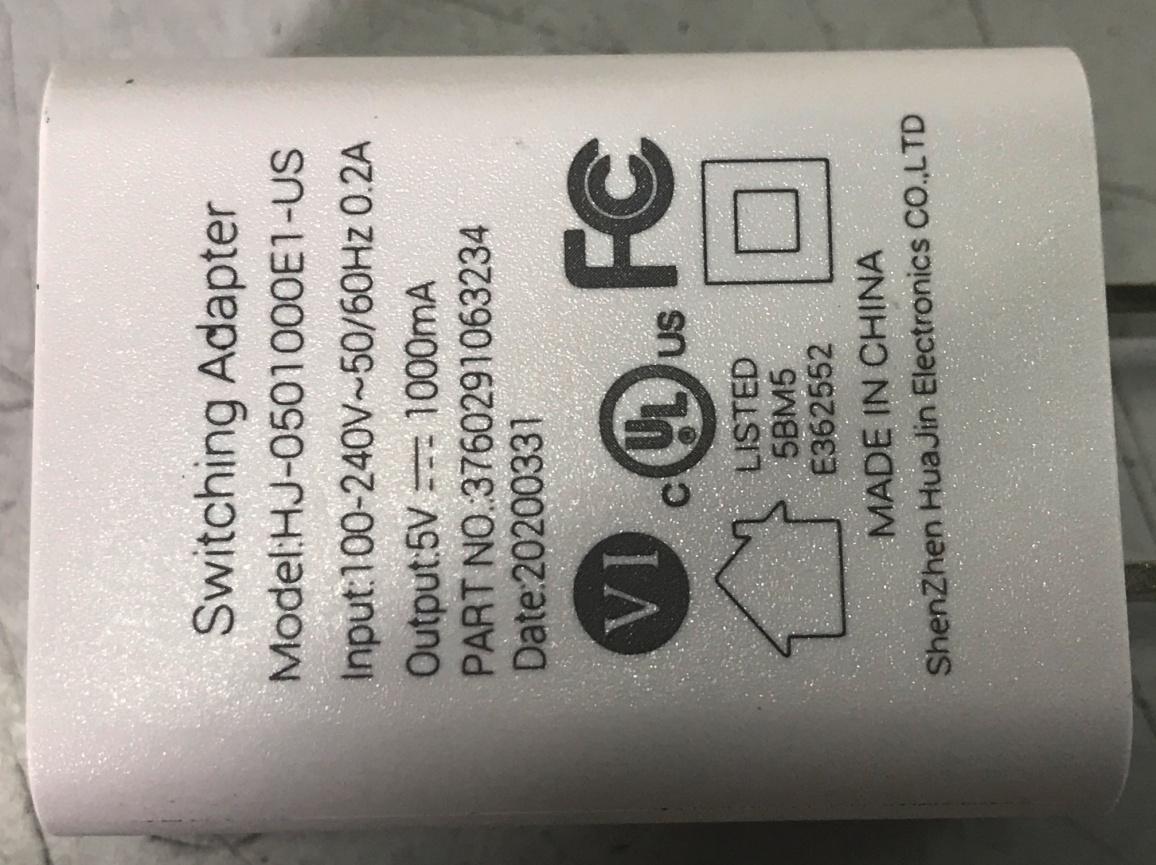 Switching Adapter
Model:HJ-0501000E1-US
Input:100-240V~50/60Hz 0.2A
Output:5V⎓1000mA
PART NO.:3760291063234
Date:20200331
VI
c UL ® us
FC
LISTED
5BM5
E362552
MADE IN CHINA
ShenZhen HuaJin Electronics CO.,LTD